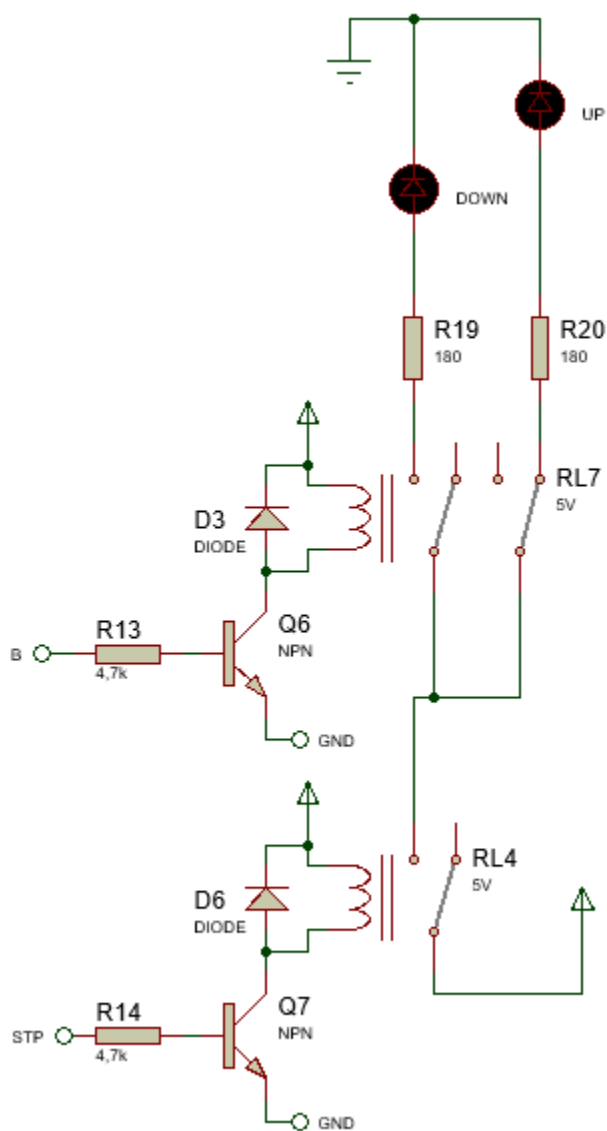 UP
DOWN
R19
180
R20
180
RL7
5V
D3
DIODE
Q6
NPN
R13
4,7k
B
GND
RL4
5V
D6
DIODE
Q7
NPN
R14
4,7k
STP
GND